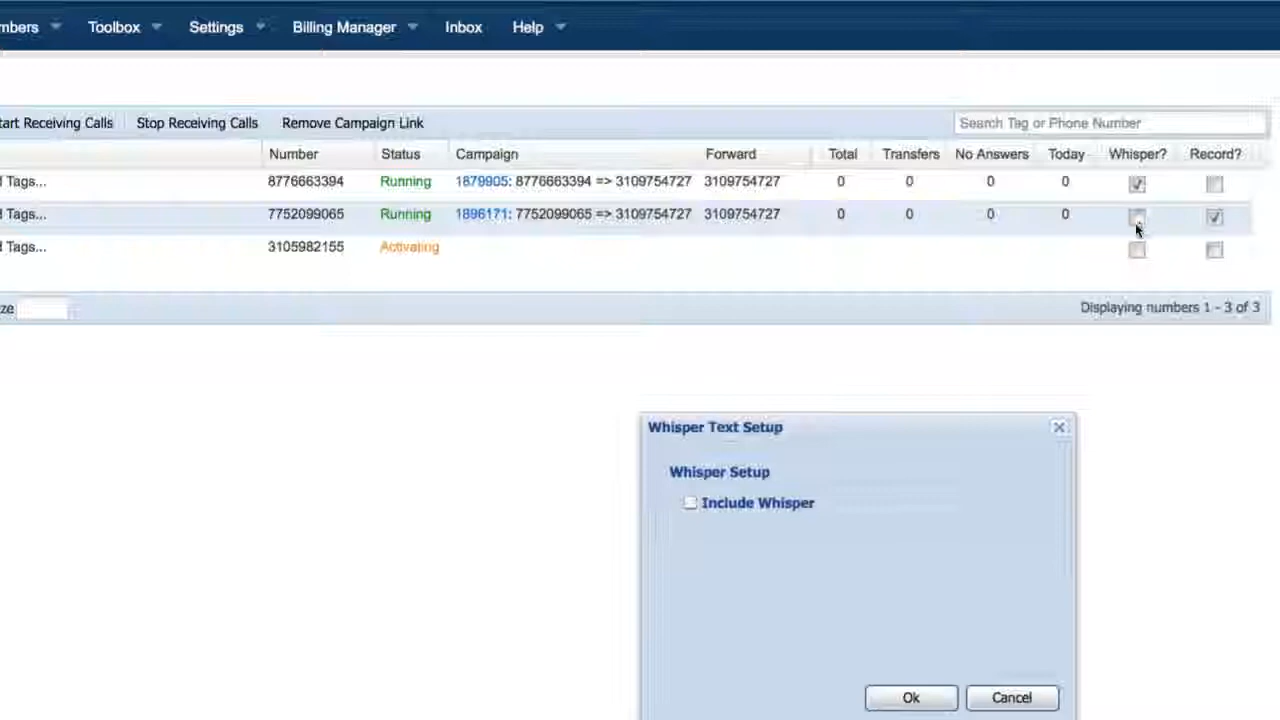 mbers Toolbox Settings Billing Manager Inbox Help
tart Receiving Calls Stop Receiving Calls Remove Campaign Link Search Tag or Phone Number
Number Status Campaign Forward Total Transfers No Answers Today Whisper? Record?
d Tags... 8776663394 Running 1879905: 8776663394 => 3109754727 3109754727 0 0 0 0
d Tags... 7752099065 Running 1896171: 7752099065 => 3109754727 3109754727 0 0 0 0
d Tags... 3105982155 Activating
ze Displaying numbers 1 - 3 of 3
Whisper Text Setup
Whisper Setup
Include Whisper
Ok Cancel